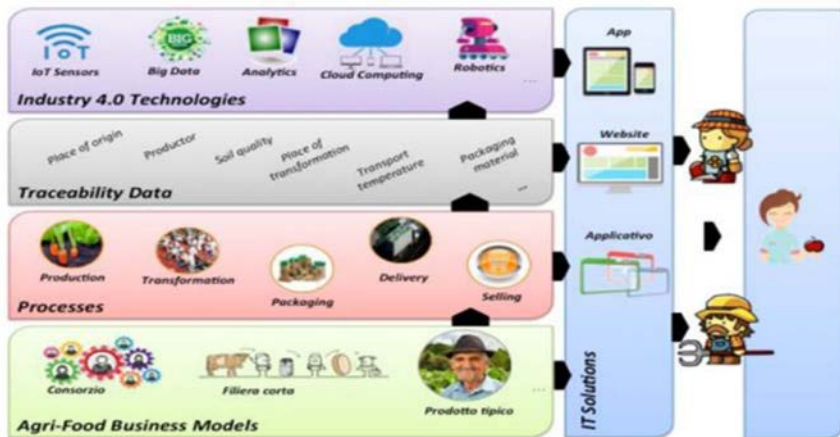 IoT
BIG
IoT Sensors
Big Data
Analytics
Cloud Computing
Robotics
...
Industry 4.0 Technologies
Place of origin
Productor
Soil quality
Place of
transformation
Transport
temperature
Packaging
material
...
Traceability Data
Production
Transformation
Packaging
Delivery
Selling
Processes
Consorzio
Filiera corta
Prodotto tipico
...
Agri-Food Business Models
App
Website
Applicativo
IT Solutions